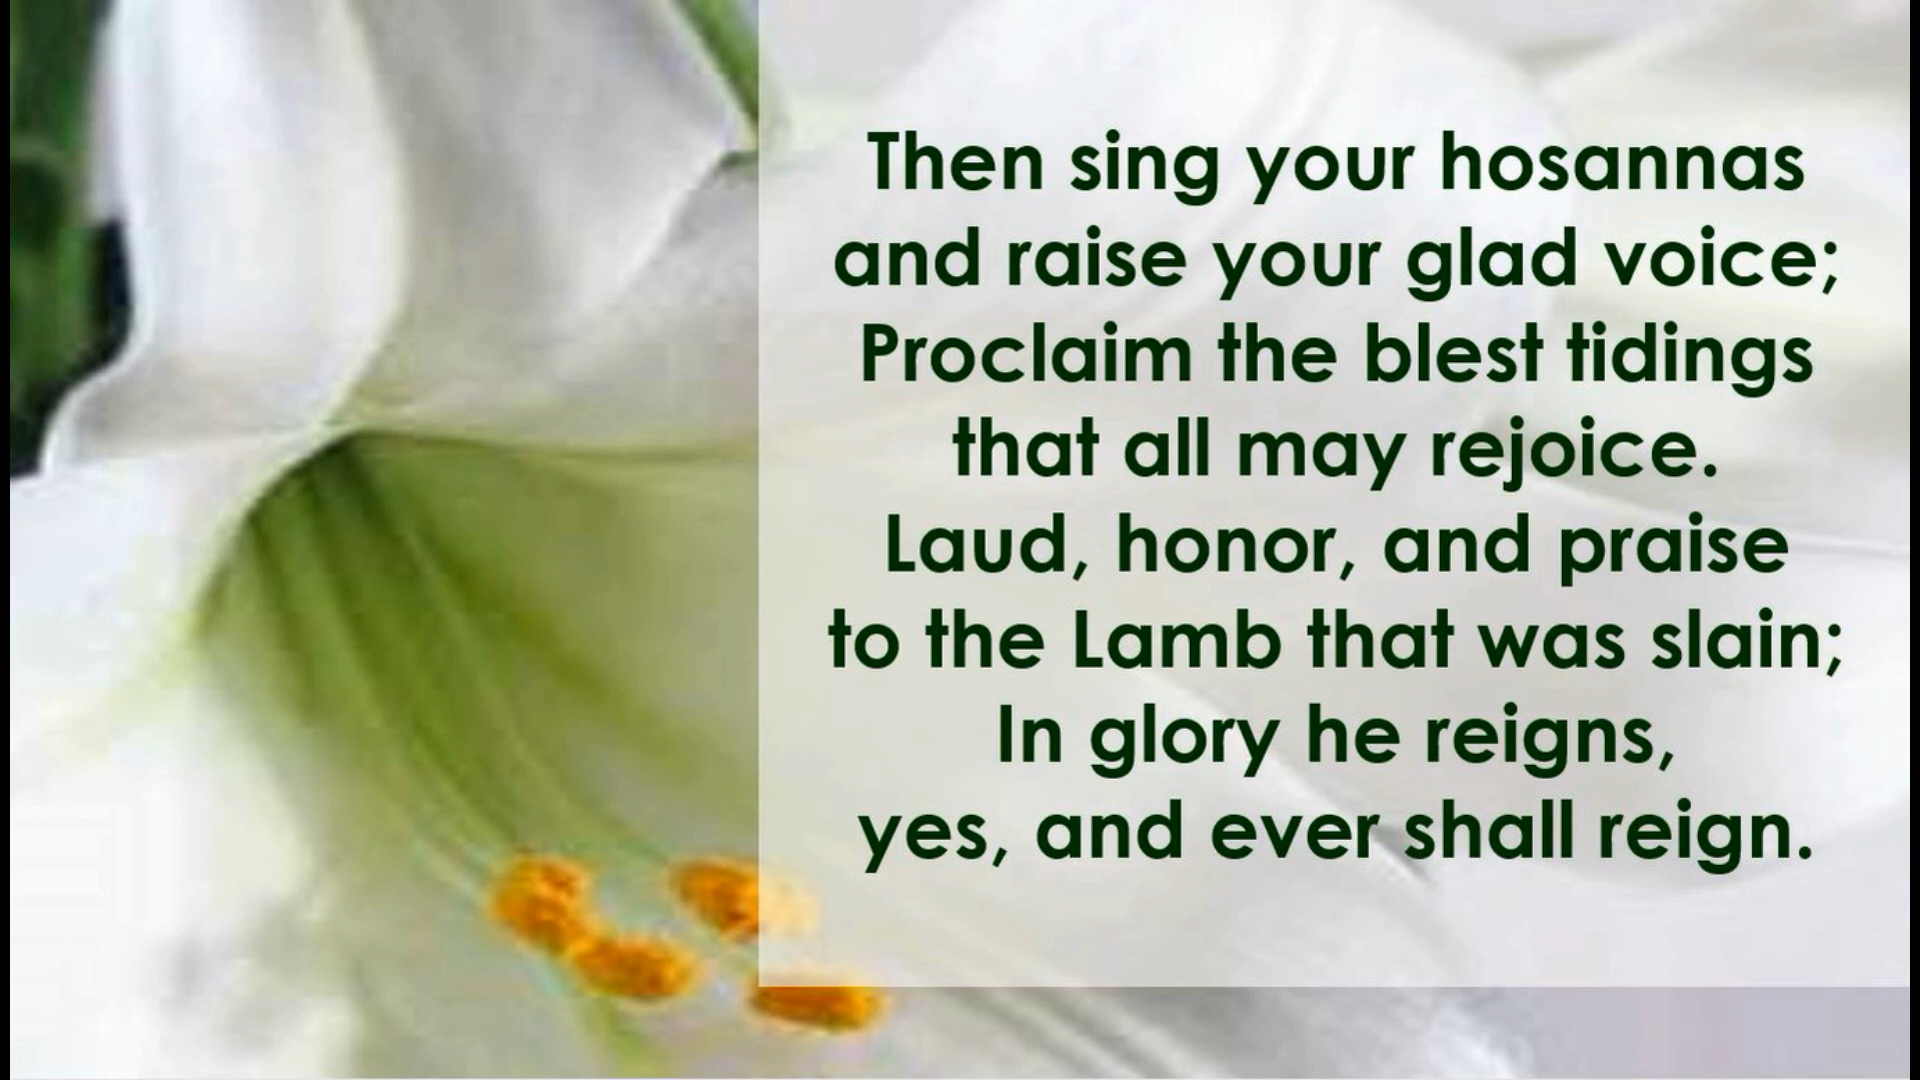 Then sing your hosannas
and raise your glad voice;
Proclaim the blest tidings
that all may rejoice.
Laud, honor, and praise
to the Lamb that was slain;
In glory he reigns,
yes, and ever shall reign.